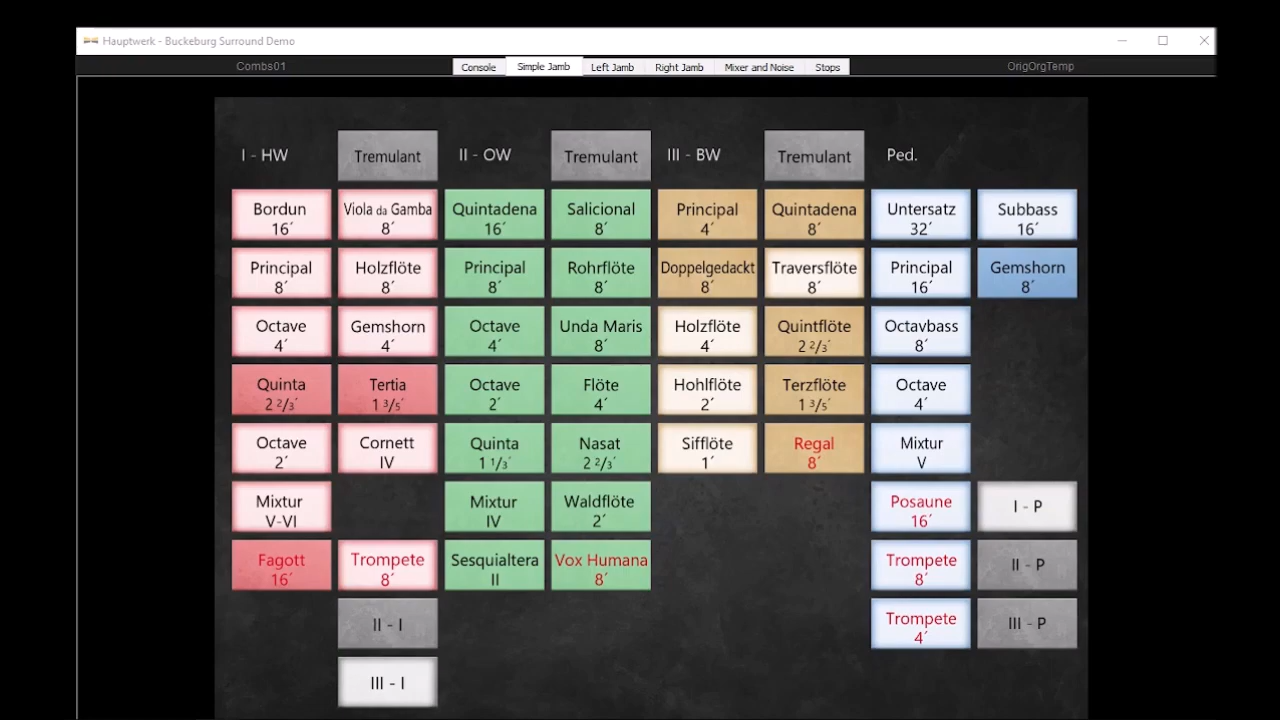 Hauptwerk - Buckeburg Surround Demo
Combs01
Console
Simple Jamb
Left Jamb
Right Jamb
Mixer and Noise
Stops
OrigOrgTemp
I - HW
Tremulant
II - OW
Tremulant
III - BW
Tremulant
Ped.
Bordun
16´
Viola da Gamba
8´
Quintadena
16´
Salicional
8´
Principal
4´
Quintadena
8´
Untersatz
32´
Subbass
16´
Principal
8´
Holzflöte
8´
Principal
8´
Rohrflöte
8´
Doppelgedackt
8´
Traversflöte
8´
Principal
16´
Gemshorn
8´
Octave
4´
Gemshorn
4´
Octave
4´
Unda Maris
8´
Holzflöte
4´
Quintflöte
2 2/3´
Octavbass
8´
Quinta
2 2/3´
Tertia
1 3/5´
Octave
2´
Flöte
4´
Hohlflöte
2´
Terzflöte
1 3/5´
Octave
4´
Octave
2´
Cornett
IV
Quinta
1 1/3´
Nasat
2 2/3´
Sifflöte
1´
Regal
8´
Mixtur
V
Mixtur
V-VI
Mixtur
IV
Waldflöte
2´
Posaune
16´
I - P
Fagott
16´
Trompete
8´
Sesquialtera
II
Vox Humana
8´
Trompete
8´
II - P
II - I
Trompete
4´
III - P
III - I